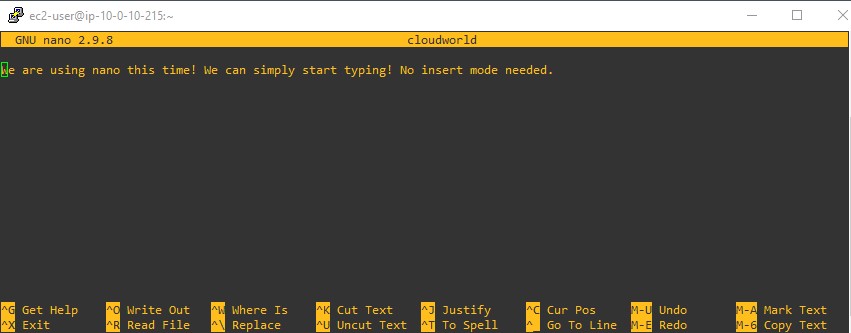 ec2-user@ip-10-0-10-215:~
GNU nano 2.9.8 cloudworld
We are using nano this time! We can simply start typing! No insert mode needed.
^G Get Help ^O Write Out ^W Where Is ^K Cut Text ^J Justify ^C Cur Pos M-U Undo M-A Mark Text
^X Exit ^R Read File ^\ Replace ^U Uncut Text ^T To Spell ^_ Go To Line M-E Redo M-6 Copy Text